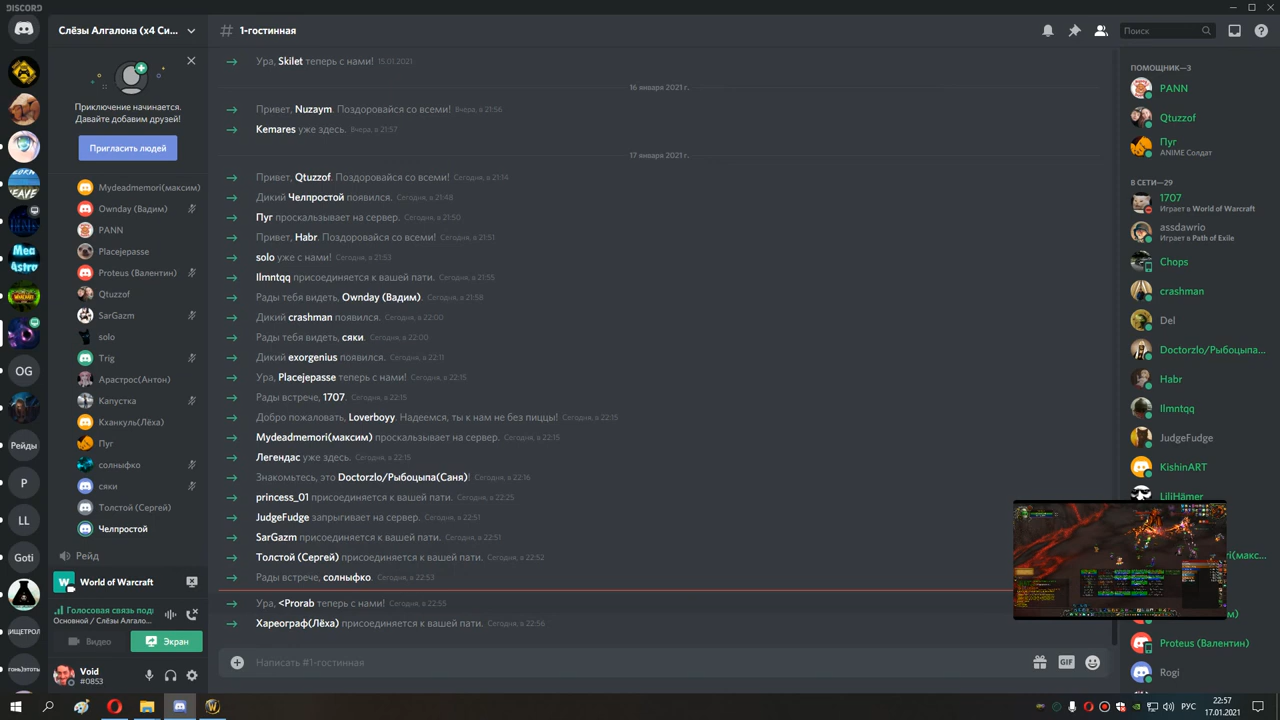 DISCORD
Слёзы Алгалона (x4 Си...
1-гостинная
Поиск
Приключение начинается.
Давайте добавим друзей!
Пригласить людей
Mydeadmemori(максим)
Ownday (Вадим)
PANN
Placejepasse
Proteus (Валентин)
Qtuzzof
SarGazm
solo
Trig
Арастрос(Антон)
Капустка
Кханкуль(Лёха)
Пуг
солныфко
сяки
Толстой (Сергей)
Челпростой
Рейд
World of Warcraft
Голосовая связь поди
Основной / Слёзы Алгало...
Видео
Экран
Void
#0853
Mea
Astro
OG
Рейды
P
LL
Goti
ИЩЕТРОЛ
Ура, Skilet теперь с нами! 15.01.2021
16 января 2021 г.
Привет, Nuzaym. Поздоровайся со всеми! Вчера, в 21:56
Kemares уже здесь. Вчера, в 21:57
17 января 2021 г.
Привет, Qtuzzof. Поздоровайся со всеми! Сегодня, в 21:14
Дикий Челпростой появился. Сегодня, в 21:48
Пуг проскальзывает на сервер. Сегодня, в 21:50
Привет, Habr. Поздоровайся со всеми! Сегодня, в 21:51
solo уже с нами! Сегодня, в 21:53
Ilmntqq присоединяется к вашей пати. Сегодня, в 21:55
Рады тебя видеть, Ownday (Вадим). Сегодня, в 21:58
Дикий crashman появился. Сегодня, в 22:00
Рады тебя видеть, сяки. Сегодня, в 22:00
Дикий exorgenius появился. Сегодня, в 22:11
Ура, Placejepasse теперь с нами! Сегодня, в 22:15
Рады встрече, 1707. Сегодня, в 22:15
Добро пожаловать, Loverboyy. Надеемся, ты к нам не без пиццы! Сегодня, в 22:15
Mydeadmemori(максим) проскальзывает на сервер. Сегодня, в 22:15
Легендас уже здесь. Сегодня, в 22:15
Знакомьтесь, это Doctorzlo/Рыбоцыпа(Саня)! Сегодня, в 22:16
princess_01 присоединяется к вашей пати. Сегодня, в 22:25
JudgeFudge запрыгивает на сервер. Сегодня, в 22:51
SarGazm присоединяется к вашей пати. Сегодня, в 22:51
Толстой (Сергей) присоединяется к вашей пати. Сегодня, в 22:52
Рады встрече, солныфко. Сегодня, в 22:53
Ура, <Prorab теперь с нами! Сегодня, в 22:55
Хареограф(Лёха) присоединяется к вашей пати. Сегодня, в 22:56
Написать #1-гостинная
GIF
ПОМОЩНИК—3
PANN
Qtuzzof
Пуг
ANIME Солдат
В СЕТИ—29
1707
Играет в World of Warcraft
assdawrio
Играет в Path of Exile
Chops
crashman
Del
Doctorzlo/Рыбоцыпа...
Habr
Ilmntqq
JudgeFudge
KishinART
LiliHämer
Proteus (Валентин)
Rogi
РУС
22:57
17.01.2021